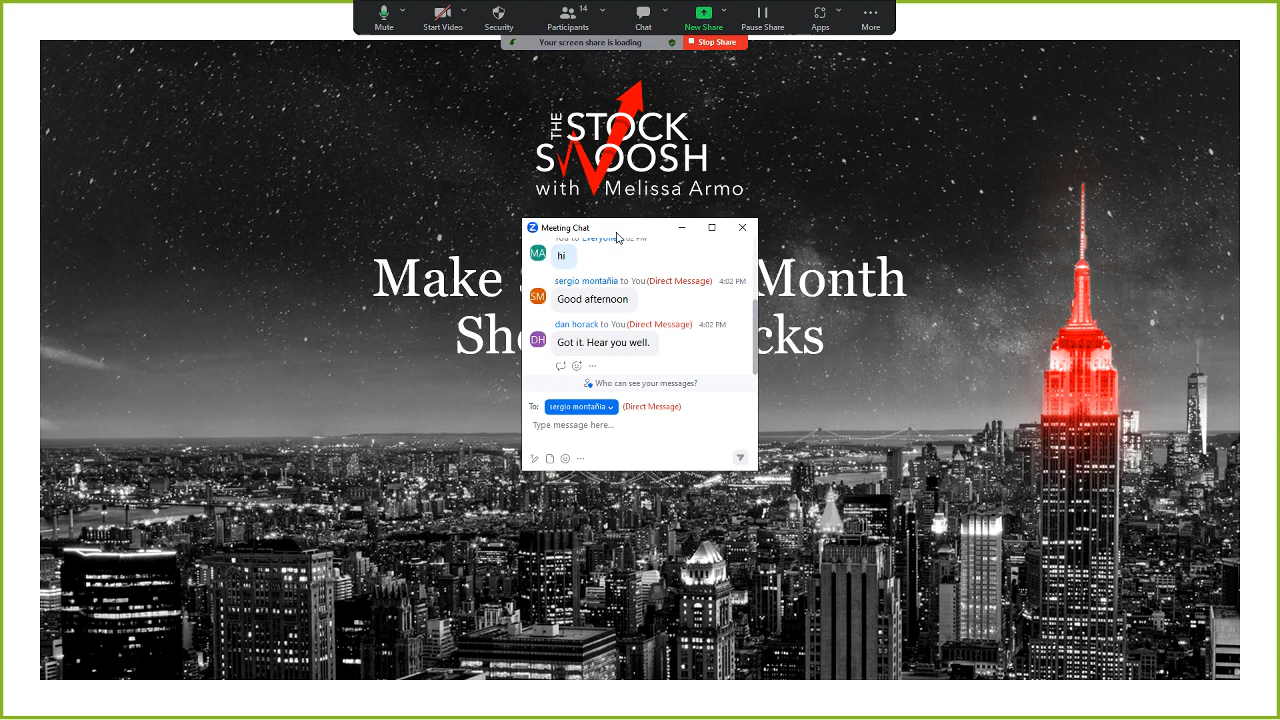 Mute
Start Video
Security
14
Participants
Chat
New Share
Pause Share
Apps
More
Your screen share is loading
Stop Share
THE STOCK
SWOOSH
with Melissa Armo
Meeting Chat
You to Everyone
MA
hi
sergio montañia to You (Direct Message) 4:02 PM
SM
Good afternoon
dan horack to You (Direct Message) 4:02 PM
DH
Got it. Hear you well.
Who can see your messages?
To: sergio montañia (Direct Message)
Type message here...
Make
Month